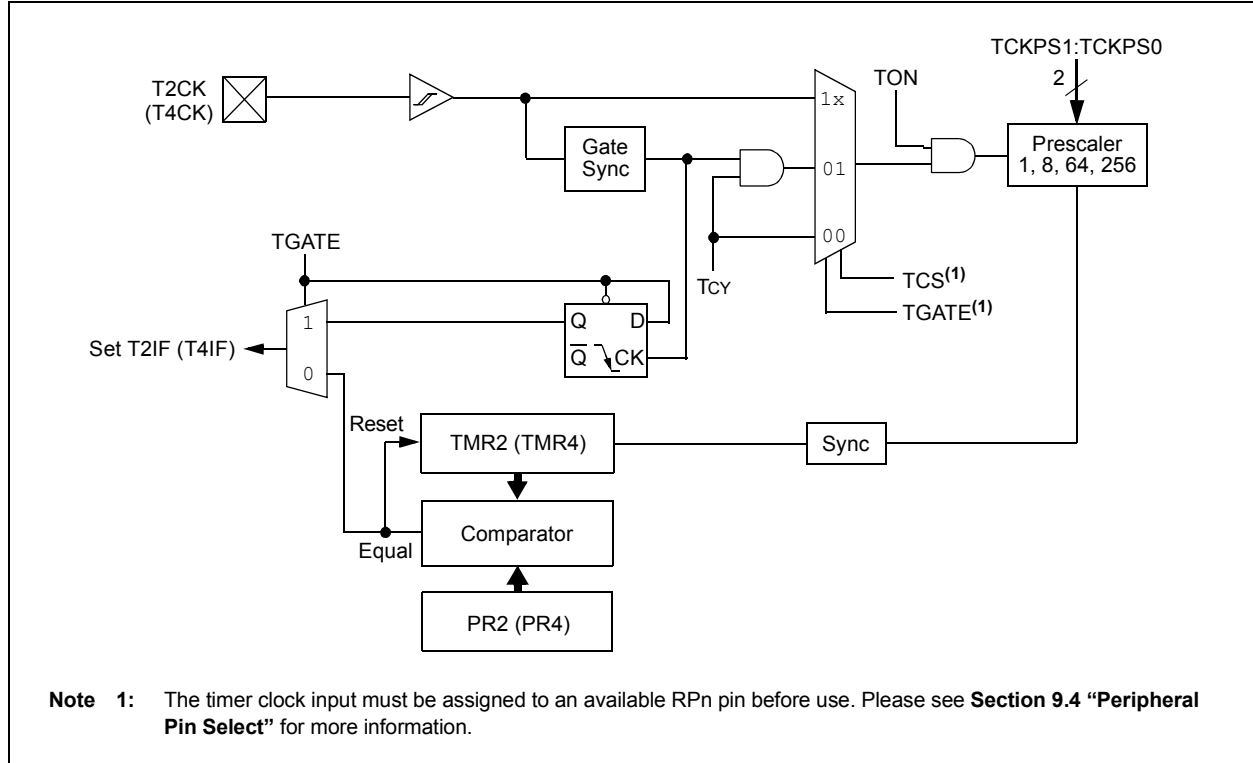 TCKPS1:TCKPS0
2
TON
T2CK
(T4CK)
1x
Gate
Sync
Prescaler
1, 8, 64, 256
01
00
TGATE
TCY
TCS(1)
TGATE(1)
1
Q
D
Set T2IF (T4IF)
Q
CK
0
Reset
TMR2 (TMR4)
Sync
Equal
Comparator
PR2 (PR4)
Note 1: The timer clock input must be assigned to an available RPn pin before use. Please see Section 9.4 “Peripheral
Pin Select” for more information.